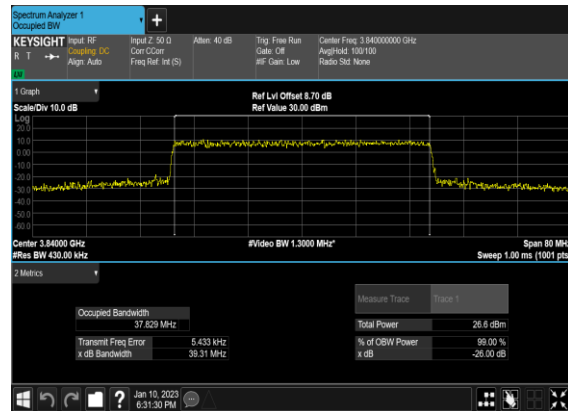 Spectrum Analyzer 1
Occupied BW
+
KEYSIGHT
R T
LXI
Input: RF
Coupling: DC
Align: Auto
Input Z: 50 Ω
Corr CCorr
Freq Ref: Int (S)
Atten: 40 dB
Trig: Free Run
Gate: Off
#IF Gain: Low
Center Freq: 3.840000000 GHz
Avg|Hold: 100/100
Radio Std: None
1 Graph
Scale/Div 10.0 dB
Ref Lvl Offset 8.70 dB
Ref Value 30.00 dBm
Log
20.0
10.0
0.00
-10.0
-20.0
-30.0
-40.0
-50.0
-60.0
Center 3.84000 GHz
#Res BW 430.00 kHz
#Video BW 1.3000 MHz*
Span 80 MHz
Sweep 1.00 ms (1001 pts
2 Metrics
Measure Trace Trace 1
Occupied Bandwidth
37.829 MHz
Total Power 26.6 dBm
Transmit Freq Error 5.433 kHz
% of OBW Power 99.00 %
x dB Bandwidth 39.31 MHz
x dB -26.00 dB
?
Jan 10, 2023
6:31:30 PM